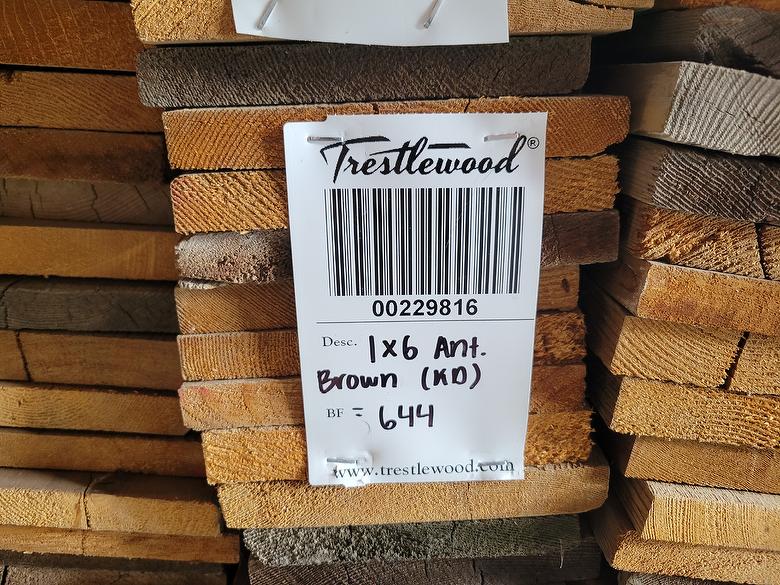 Trestlewood®
00229816
Desc. 1x6 Ant.
Brown (KD)
BF = 644
www.trestlewood.com